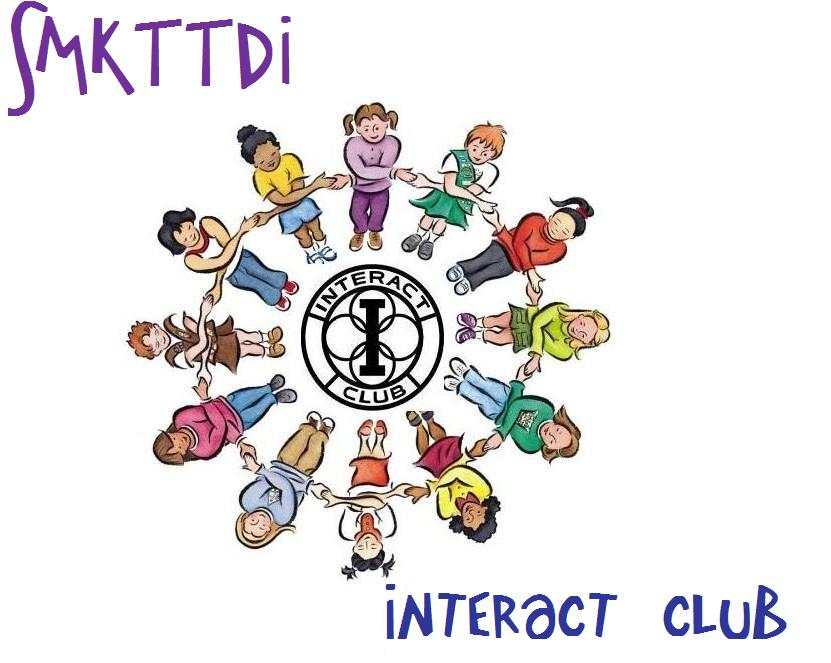 SMKTTDi
INTERACT
I
CLUB
iNTERaCT CLUB